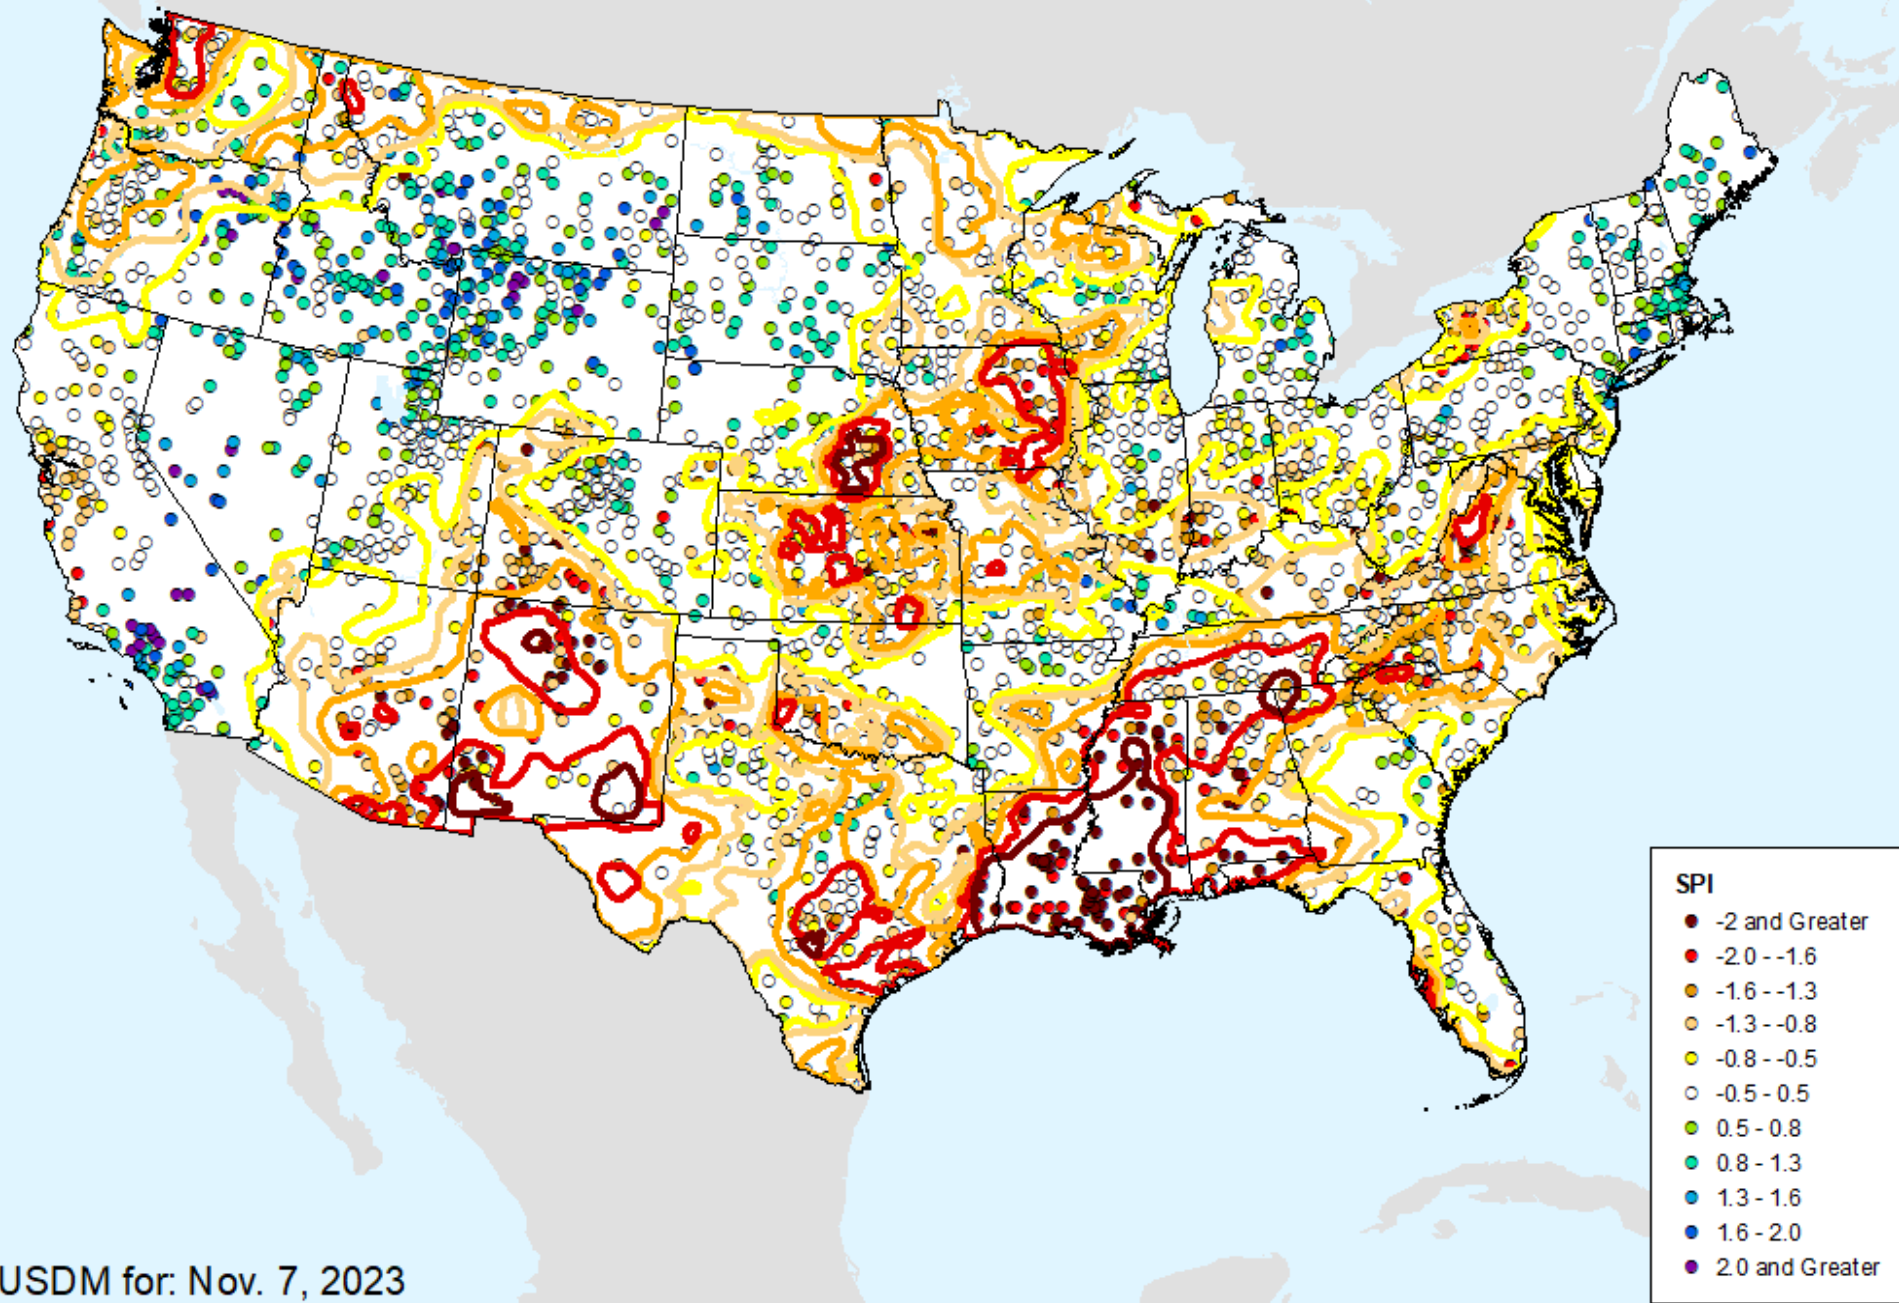 SPI
-2 and Greater
-2.0 - -1.6
-1.6 - -1.3
-1.3 - -0.8
-0.8 - -0.5
-0.5 - 0.5
0.5 - 0.8
0.8 - 1.3
1.3 - 1.6
1.6 - 2.0
2.0 and Greater
USDM for: Nov. 7, 2023